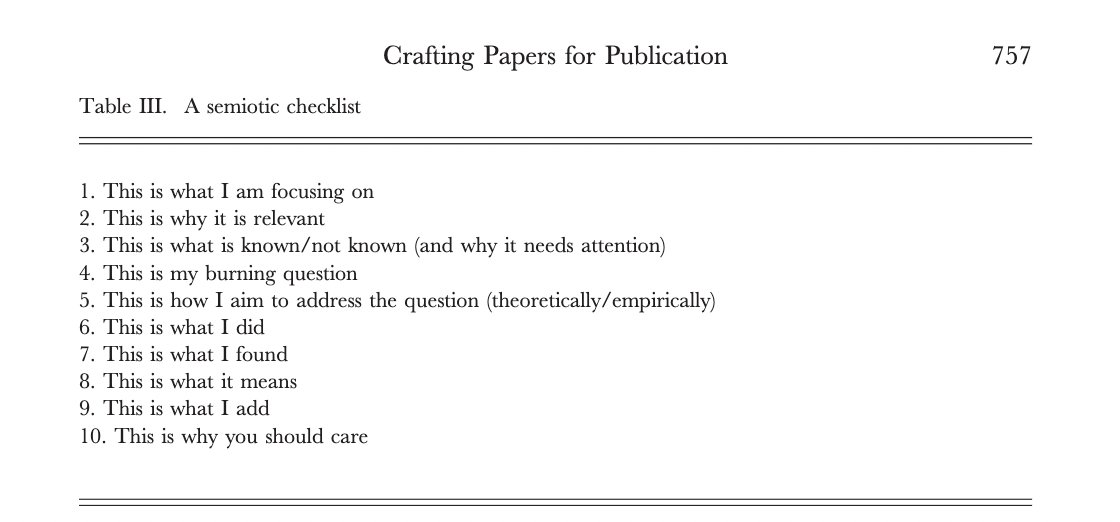 Crafting Papers for Publication 757
Table III. A semiotic checklist
1. This is what I am focusing on
2. This is why it is relevant
3. This is what is known/not known (and why it needs attention)
4. This is my burning question
5. This is how I aim to address the question (theoretically/empirically)
6. This is what I did
7. This is what I found
8. This is what it means
9. This is what I add
10. This is why you should care